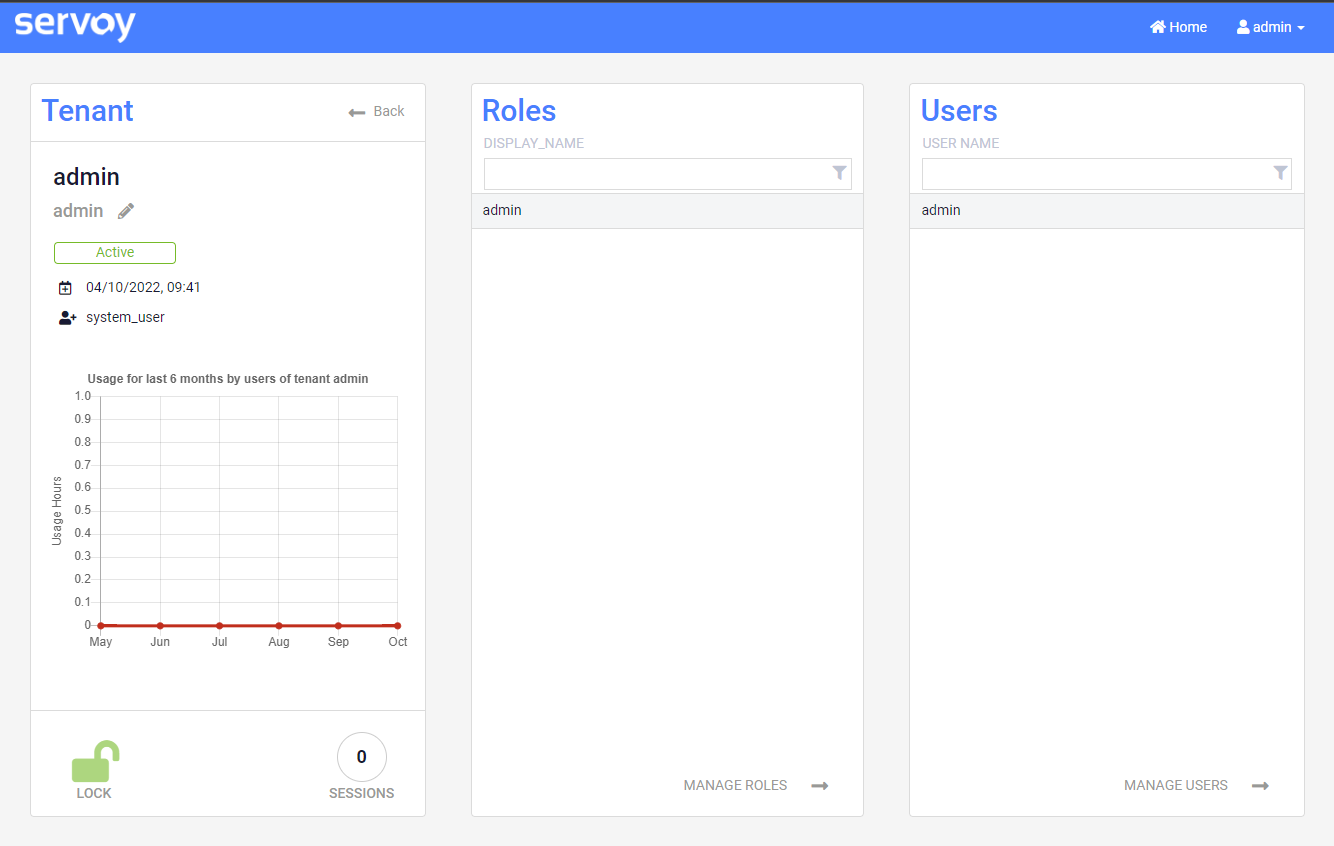 servoy
Home
admin
Tenant
Back
admin
admin
Active
04/10/2022, 09:41
system_user
Usage for last 6 months by users of tenant admin
1.0
0.9
0.8
0.7
0.6
0.5
0.4
0.3
0.2
0.1
0
Usage Hours
May Jun Jul Aug Sep Oct
LOCK
0
SESSIONS
Roles
DISPLAY_NAME
admin
MANAGE ROLES
Users
USER NAME
admin
MANAGE USERS